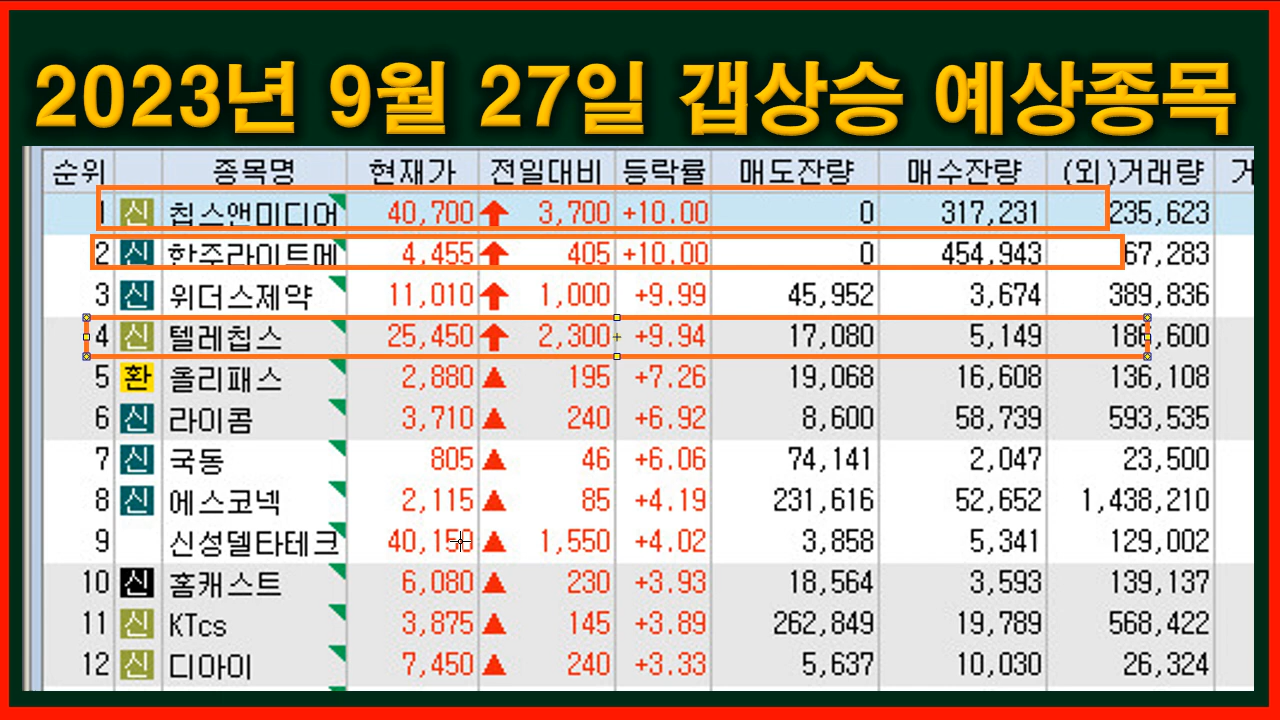 2023년 9월 27일 갭상승 예상종목
순위 종목명 현재가 전일대비 등락률 매도잔량 매수잔량 (외)거래량 거
1 신 칩스앤미디어 40,700 3,700 +10.00 0 317,231 235,623
2 신 한주라이트메 4,455 405 +10.00 0 454,943 67,283
3 신 위더스제약 11,010 1,000 +9.99 45,952 3,674 389,836
4 신 텔레칩스 25,450 2,300 +9.94 17,080 5,149 186,600
5 환 올리패스 2,880 ▲ 195 +7.26 19,068 16,608 136,108
6 신 라이콤 3,710 ▲ 240 +6.92 8,600 58,739 593,535
7 신 국동 805 ▲ 46 +6.06 74,141 2,047 23,500
8 신 에스코넥 2,115 ▲ 85 +4.19 231,616 52,652 1,438,210
9 신성델타테크 40,150 ▲ 1,550 +4.02 3,858 5,341 129,002
10 신 홈캐스트 6,080 ▲ 230 +3.93 18,564 3,593 139,137
11 신 KTcs 3,875 ▲ 145 +3.89 262,849 19,789 568,422
12 신 디아이 7,450 ▲ 240 +3.33 5,637 10,030 26,324